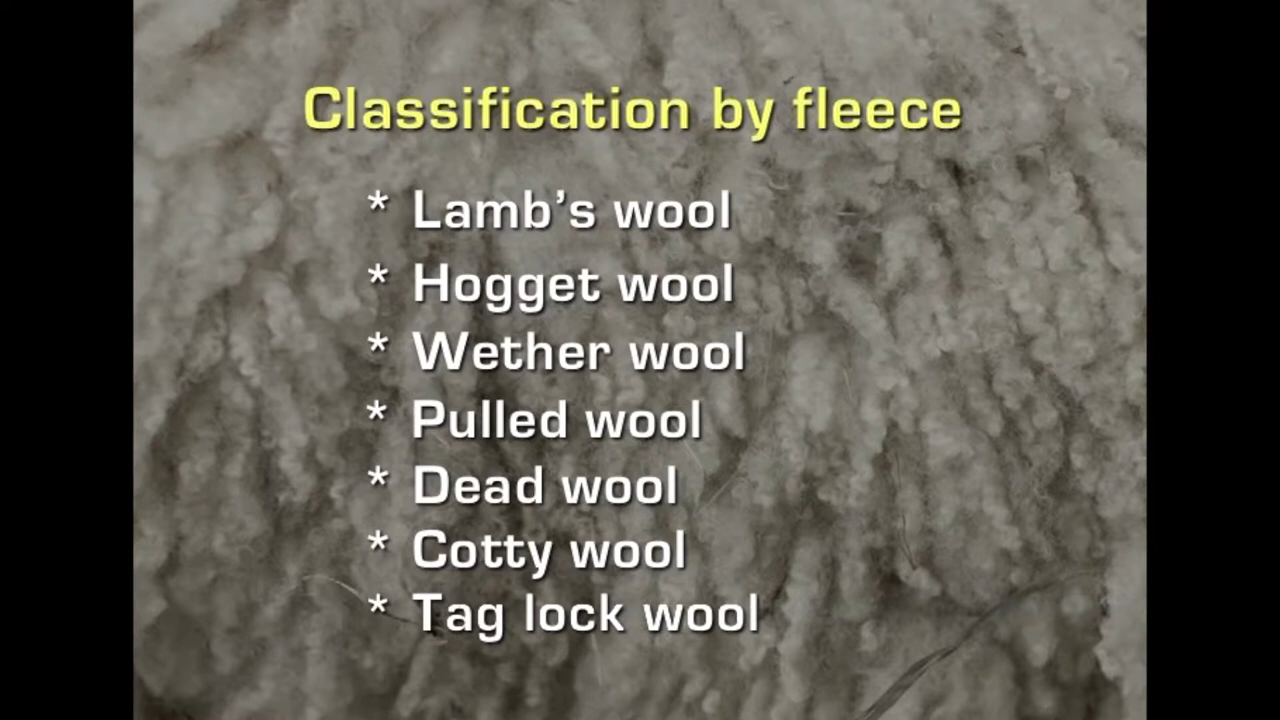 Classification by fleece
* Lamb’s wool
* Hogget wool
* Wether wool
* Pulled wool
* Dead wool
* Cotty wool
* Tag lock wool